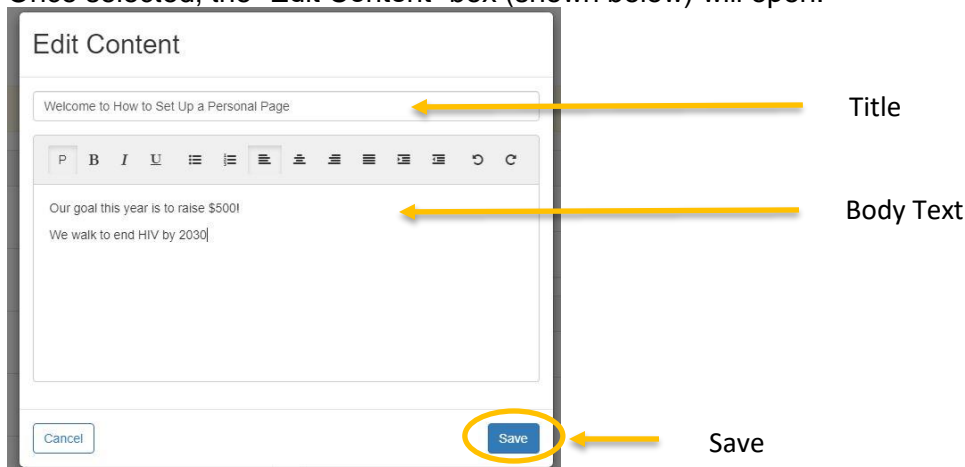 Once selected, the "Edit Content" box (shown below) will open.
Edit Content
Welcome to How to Set Up a Personal Page
Title
P B I U
Our goal this year is to raise $500!
Body Text
We walk to end HIV by 2030
Cancel
Save
Save